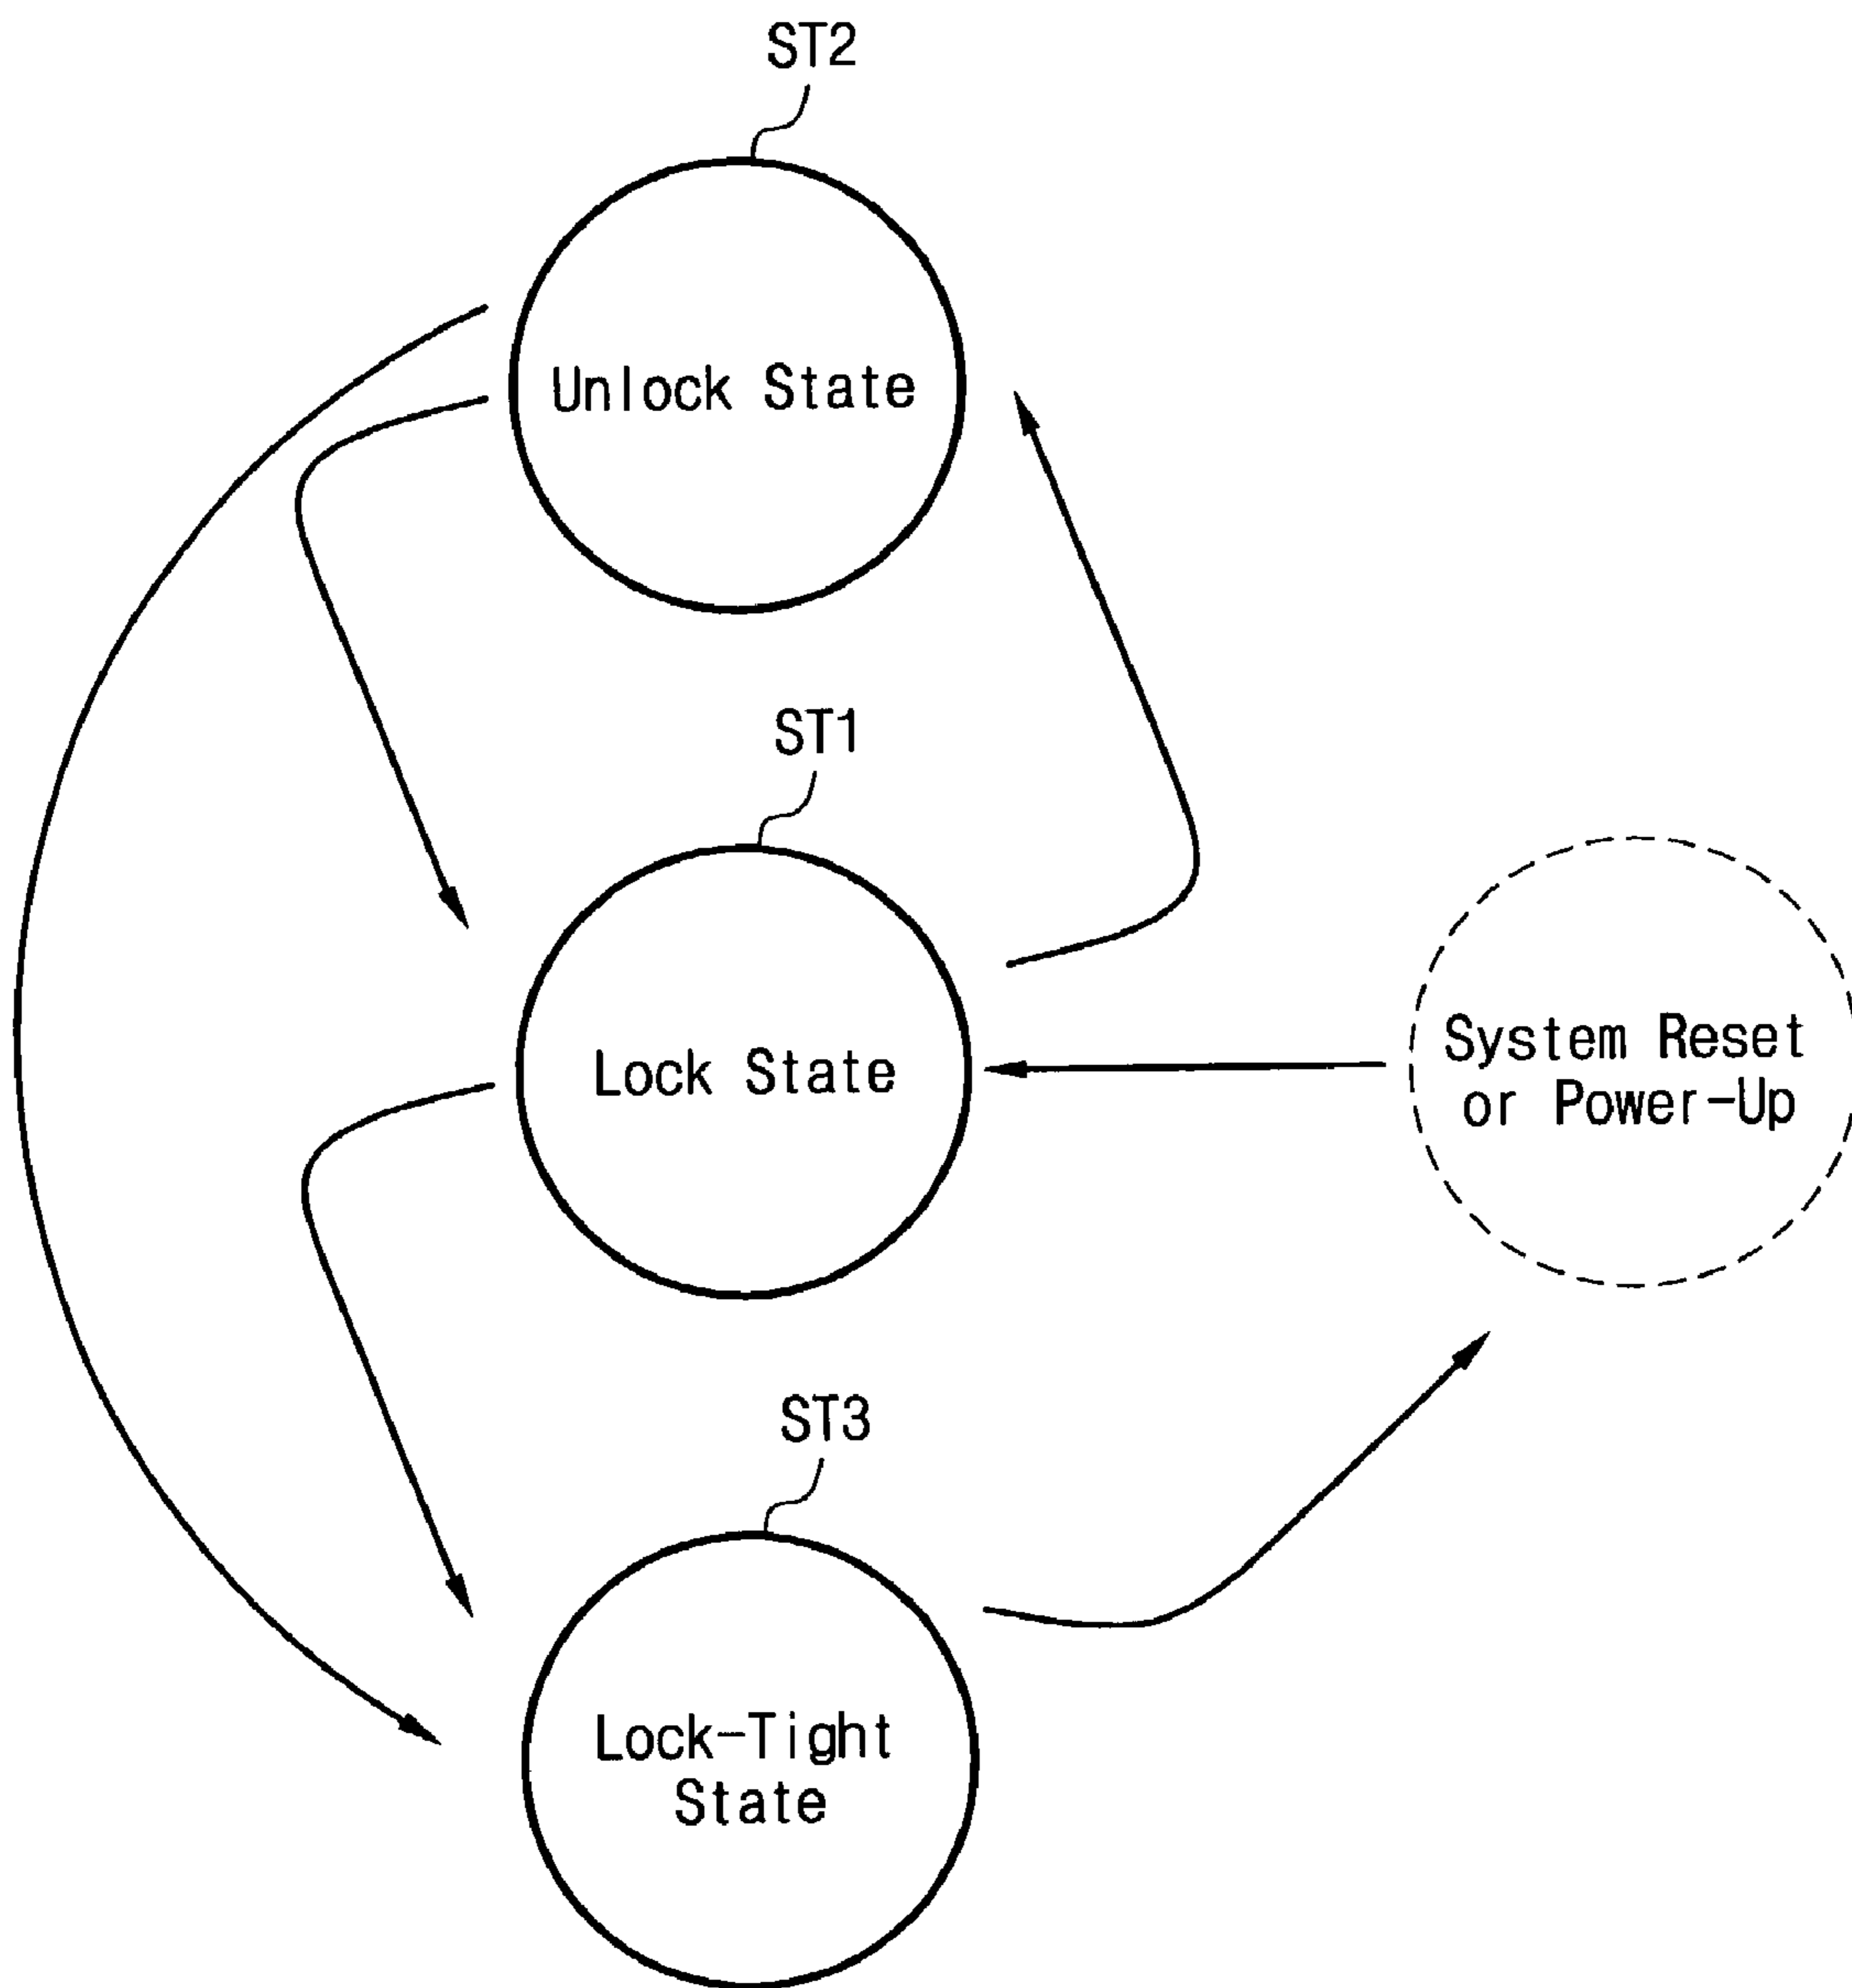 ST2
Unlock State
ST1
Lock State
System Reset
or Power-Up
ST3
Lock-Tight
State